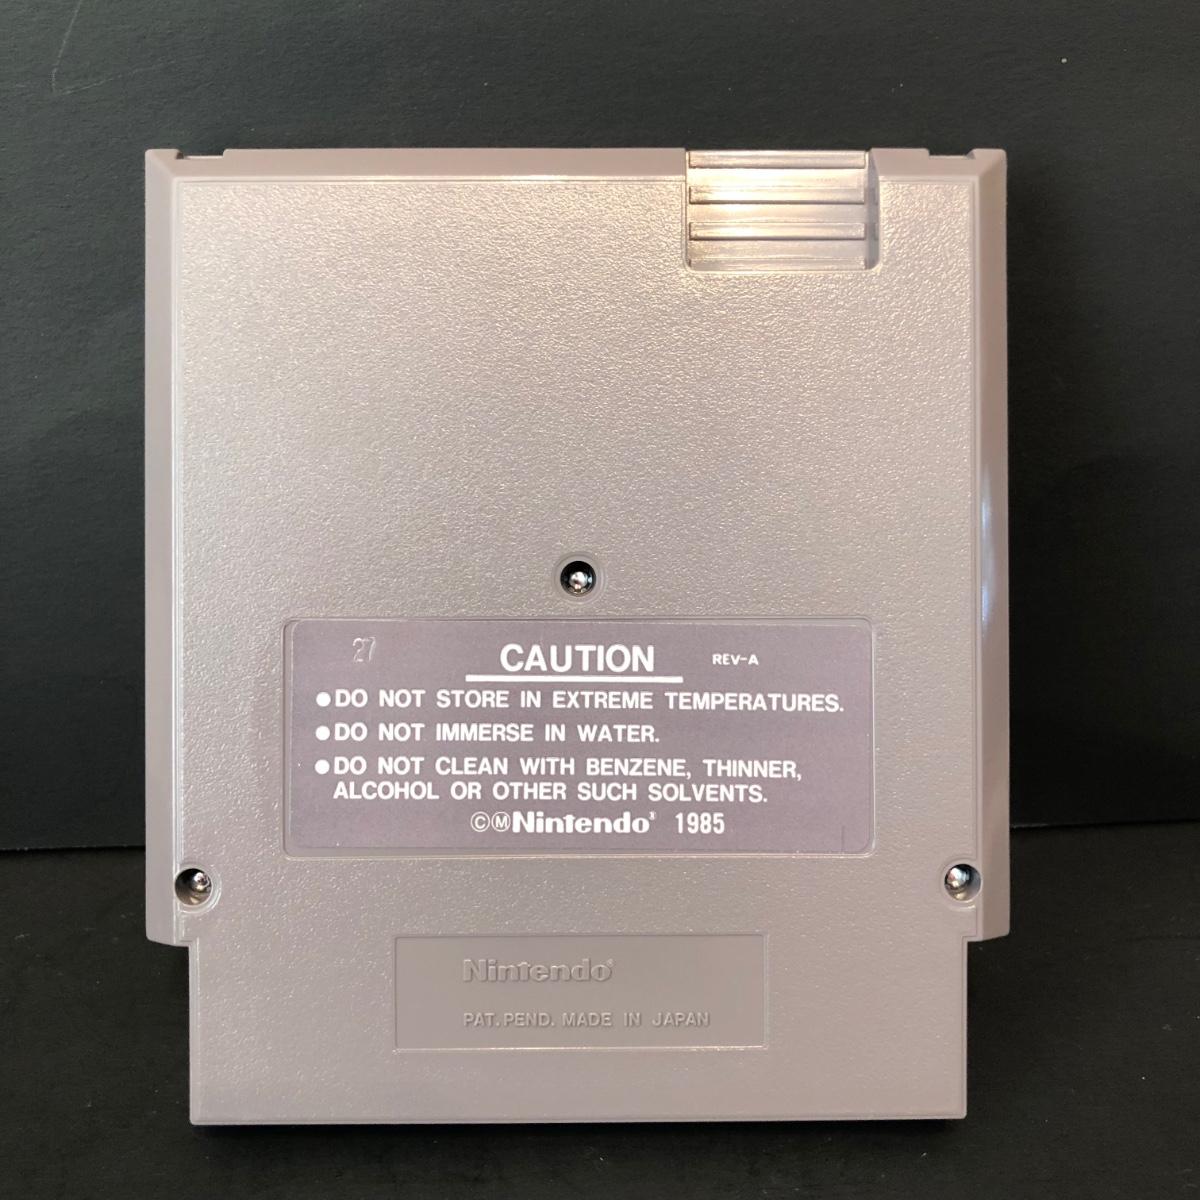 27
CAUTION REV-A
●DO NOT STORE IN EXTREME TEMPERATURES.
●DO NOT IMMERSE IN WATER.
●DO NOT CLEAN WITH BENZENE, THINNER,
ALCOHOL OR OTHER SUCH SOLVENTS.
©ⓂNintendo® 1985
Nintendo®
PAT. PEND. MADE IN JAPAN